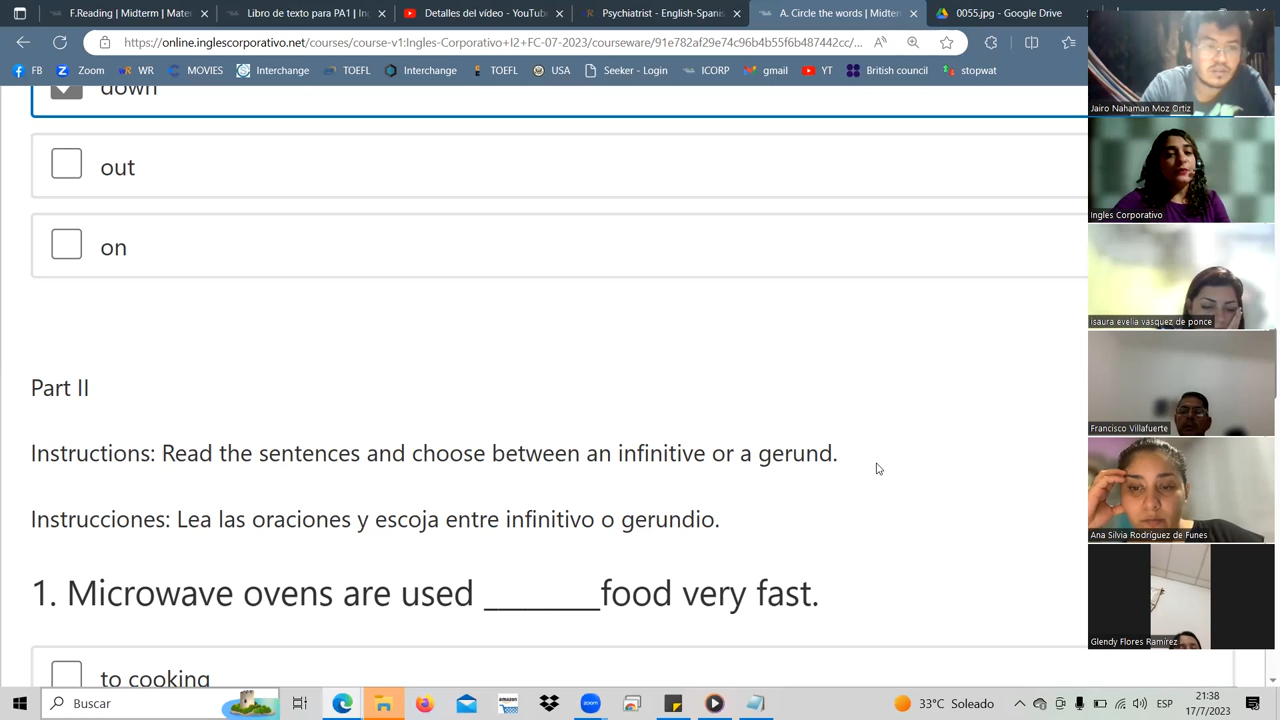 F.Reading | Midterm | Mater
Libro de texto para PA1 | Ing
Detalles del vídeo - YouTube
Psychiatrist - English-Spanis
A. Circle the words | Midterm
0055.jpg - Google Drive
https://online.inglescorporativo.net/courses/course-v1:Ingles-Corporativo+I2+FC-07-2023/courseware/91e782af29e74c96b4b55f6b487442cc/...
FB Zoom WR MOVIES Interchange TOEFL Interchange TOEFL USA Seeker - Login ICORP gmail YT British council stopwat
down
out
on
Part II
Instructions: Read the sentences and choose between an infinitive or a gerund.
Instrucciones: Lea las oraciones y escoja entre infinitivo o gerundio.
1. Microwave ovens are used ________food very fast.
to cooking
Jairo Nahaman Moz Ortiz
Ingles Corporativo
isaura evelia vasquez de ponce
Francisco Villafuerte
Ana Silvia Rodríguez de Funes
Glendy Flores Ramírez
Buscar
33°C Soleado
ESP
21:38
17/7/2023